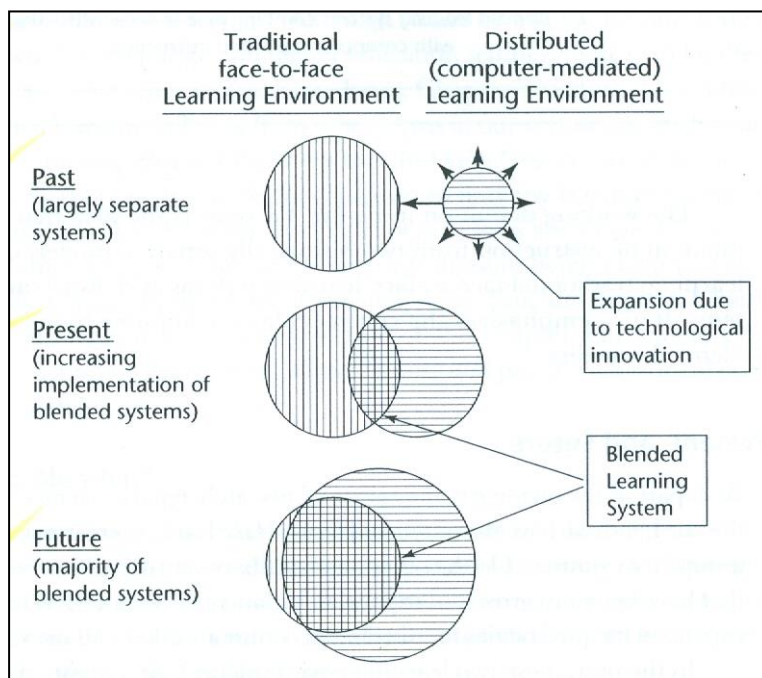 Traditional
face-to-face
Learning Environment
Distributed
(computer-mediated)
Learning Environment
Past
(largely separate
systems)
Expansion due
to technological
innovation
Present
(increasing
implementation of
blended systems)
Blended
Learning
System
Future
(majority of
blended systems)